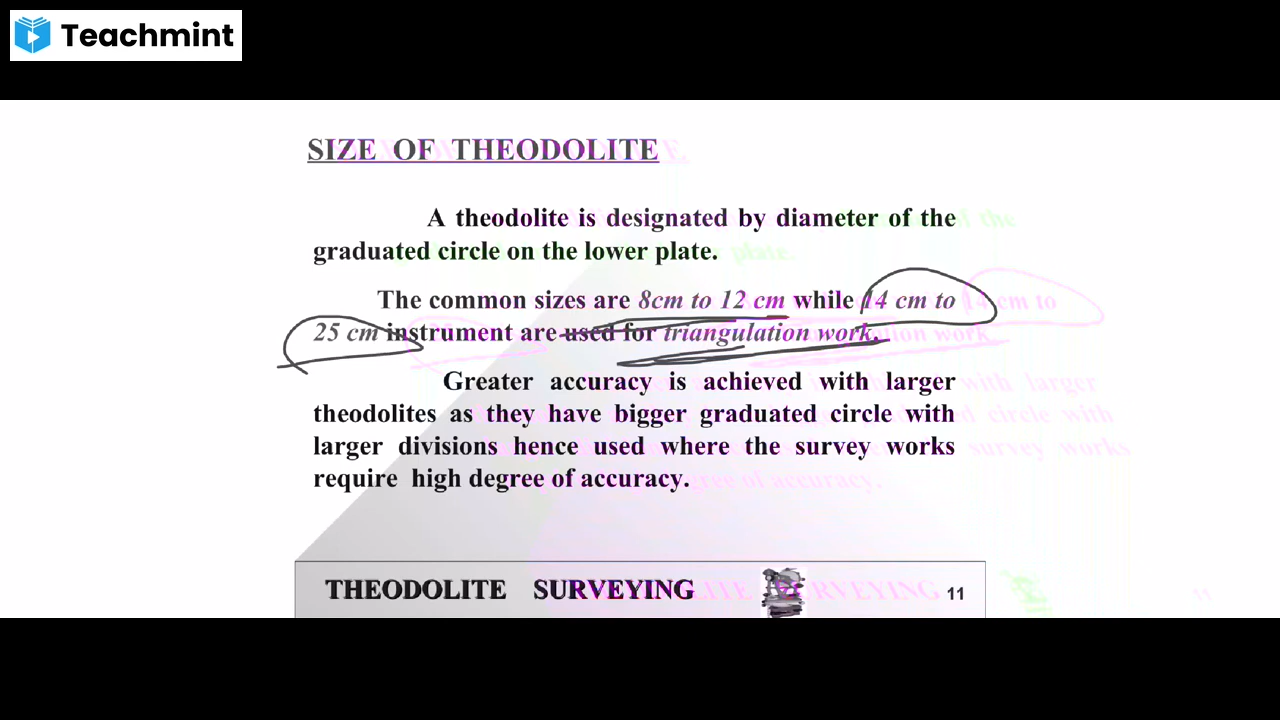 Teachmint
SIZE OF THEODOLITE
A theodolite is designated by diameter of the
graduated circle on the lower plate.
The common sizes are 8cm to 12 cm while 14 cm to
25 cm instrument are used for triangulation work.
Greater accuracy is achieved with larger
theodolites as they have bigger graduated circle with
larger divisions hence used where the survey works
require high degree of accuracy.
THEODOLITE SURVEYING 11